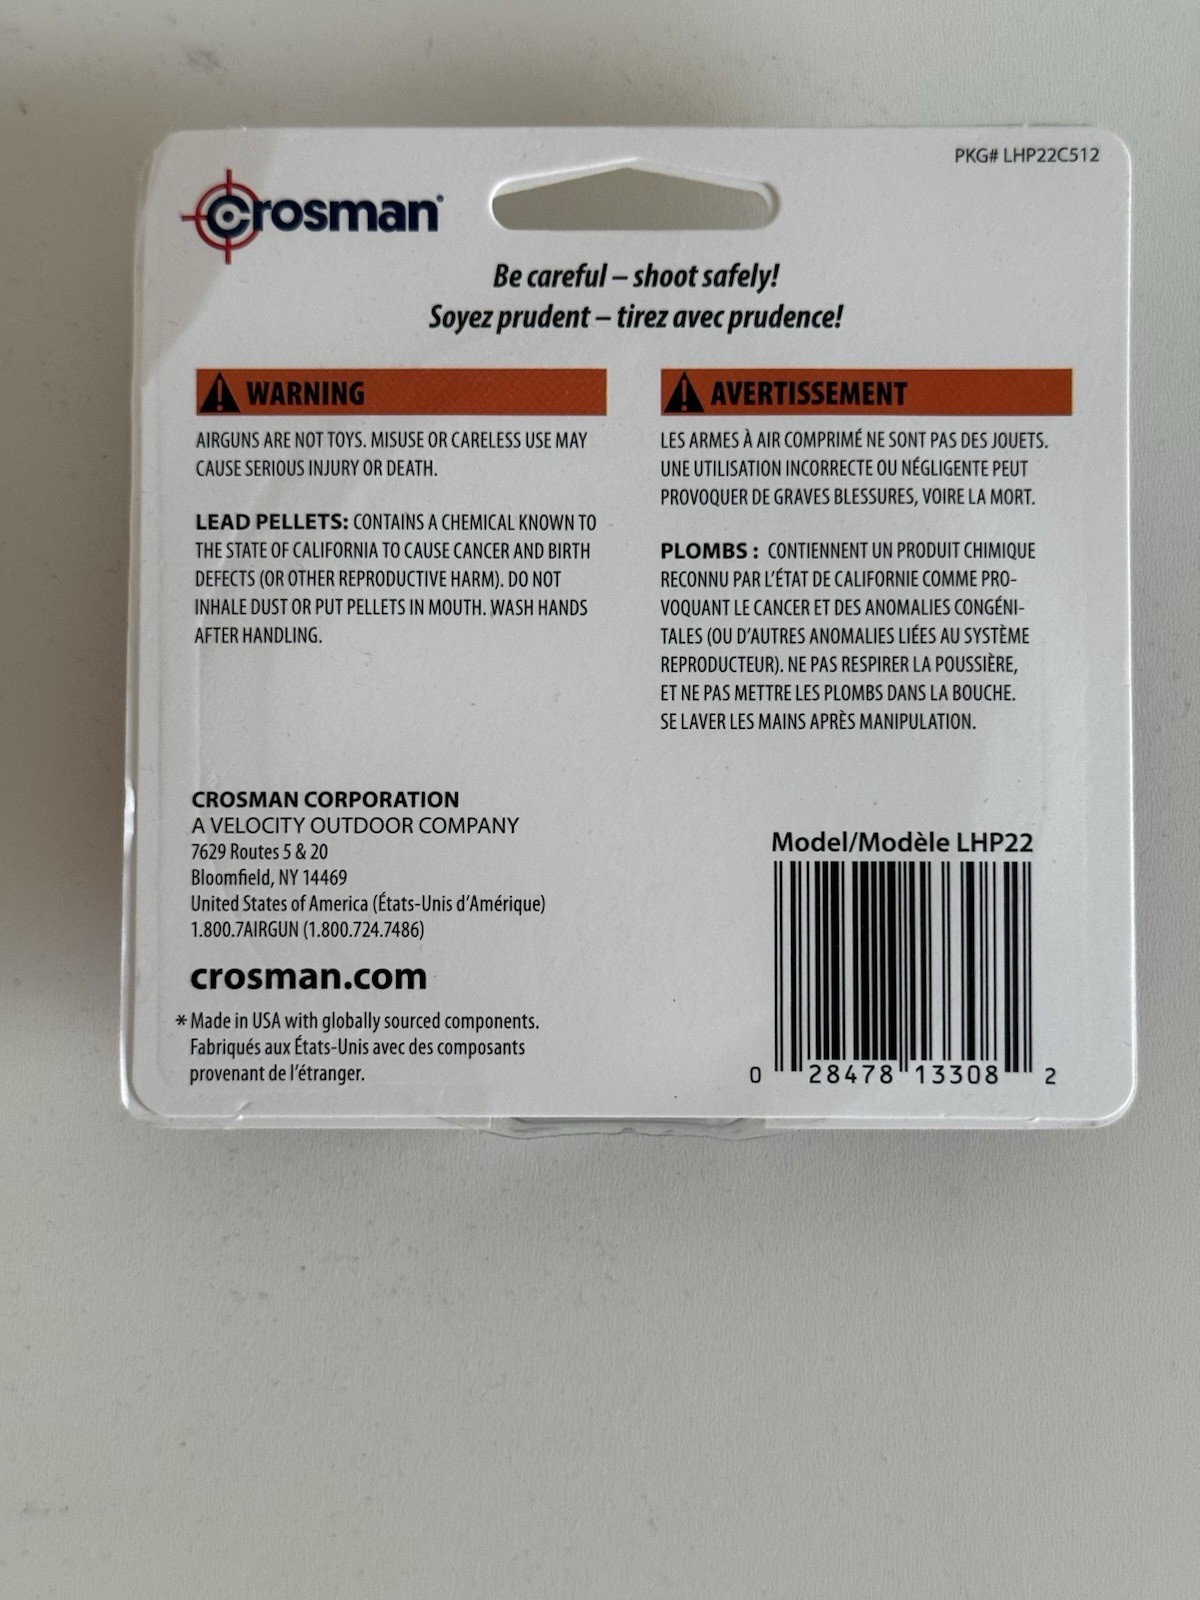 PKG# LHP22C512
Crosman®
Be careful – shoot safely!
Soyez prudent – tirez avec prudence!
WARNING
AIRGUNS ARE NOT TOYS. MISUSE OR CARELESS USE MAY
CAUSE SERIOUS INJURY OR DEATH.
LEAD PELLETS: CONTAINS A CHEMICAL KNOWN TO
THE STATE OF CALIFORNIA TO CAUSE CANCER AND BIRTH
DEFECTS (OR OTHER REPRODUCTIVE HARM). DO NOT
INHALE DUST OR PUT PELLETS IN MOUTH. WASH HANDS
AFTER HANDLING.
AVERTISSEMENT
LES ARMES À AIR COMPRIMÉ NE SONT PAS DES JOUETS.
UNE UTILISATION INCORRECTE OU NÉGLIGENTE PEUT
PROVOQUER DE GRAVES BLESSURES, VOIRE LA MORT.
PLOMBS : CONTIENNENT UN PRODUIT CHIMIQUE
RECONNU PAR L'ÉTAT DE CALIFORNIE COMME PRO-
VOQUANT LE CANCER ET DES ANOMALIES CONGÉNI-
TALES (OU D'AUTRES ANOMALIES LIÉES AU SYSTÈME
REPRODUCTEUR). NE PAS RESPIRER LA POUSSIÈRE,
ET NE PAS METTRE LES PLOMBS DANS LA BOUCHE.
SE LAVER LES MAINS APRÈS MANIPULATION.
CROSMAN CORPORATION
A VELOCITY OUTDOOR COMPANY
7629 Routes 5 & 20
Bloomfield, NY 14469
United States of America (États-Unis d'Amérique)
1.800.7AIRGUN (1.800.724.7486)
crosman.com
* Made in USA with globally sourced components.
Fabriqués aux États-Unis avec des composants
provenant de l'étranger.
Model/Modèle LHP22
0 28478 13308 2